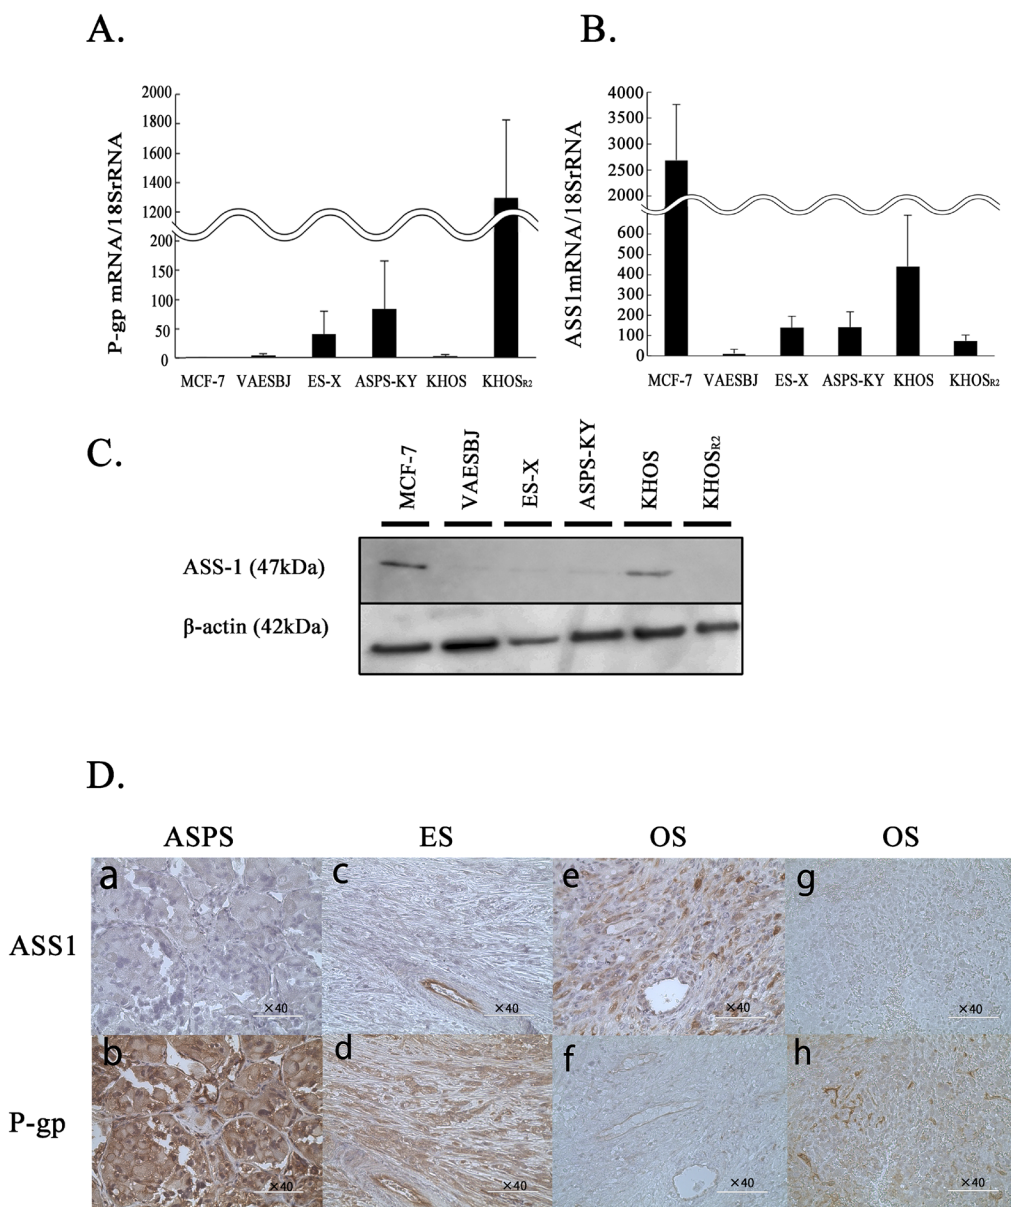 A.
B.
P-gp mRNA/18SrRNA
2000
1800
1600
1400
1200
200
150
100
50
0
MCF-7 VAESBJ ES-X ASPS-KY KHOS KHOSR2
ASS1mRNA/18SrRNA
4000
3500
3000
2500
2000
600
500
400
300
200
100
0
MCF-7 VAESBJ ES-X ASPS-KY KHOS KHOSR2
C.
MCF-7
VAESBJ
ES-X
ASPS-KY
KHOS
KHOSR2
ASS-1 (47kDa)
β-actin (42kDa)
D.
ASPS ES OS OS
ASS1
a
×40
c
×40
e
×40
g
×40
P-gp
b
×40
d
×40
f
×40
h
×40